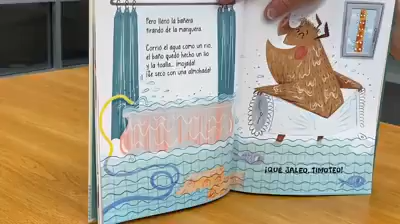 Pero llenó la bañera
tirando de la manguera.
Corrió el agua como un río,
el baño quedó hecho un lío
y la toalla... ¡mojada!
¡Se secó con una almohada!
¡QUÉ JALEO, TIMOTEO!